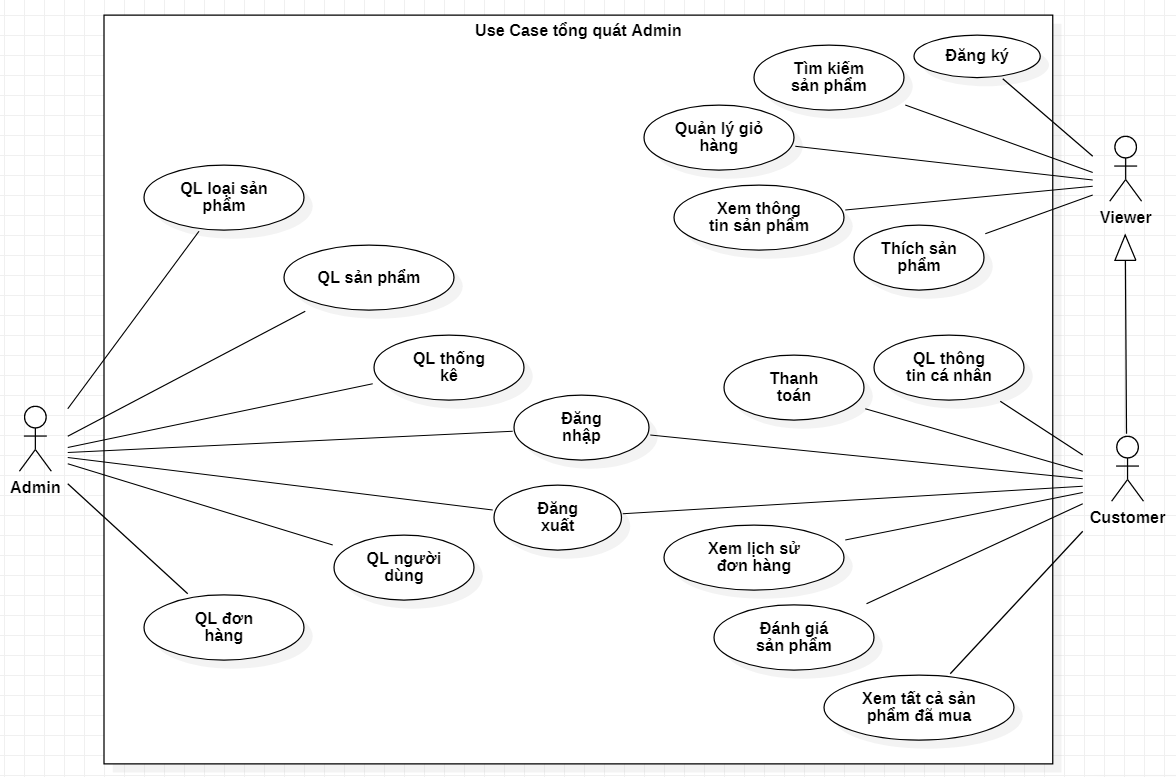 Use Case tổng quát Admin
Đăng ký
Tìm kiếm
sản phẩm
Quản lý giỏ
hàng
Xem thông
tin sản phẩm
Thích sản
phẩm
Viewer
QL loại sản
phẩm
QL sản phẩm
QL thống
kê
Đăng
nhập
Thanh
toán
QL thông
tin cá nhân
Admin
Customer
Đăng
xuất
Xem lịch sử
đơn hàng
QL người
dùng
QL đơn
hàng
Đánh giá
sản phẩm
Xem tất cả sản
phẩm đã mua